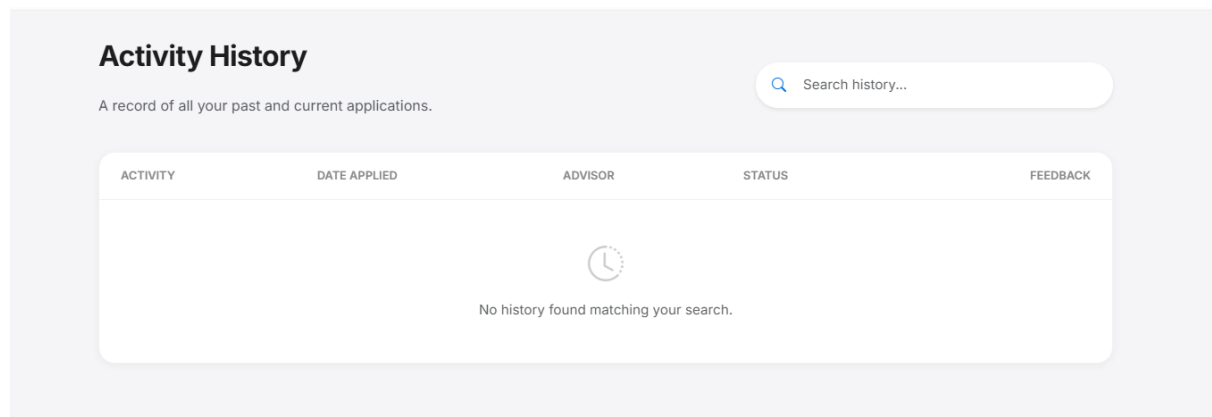 Activity History
Search history...
A record of all your past and current applications.
ACTIVITY DATE APPLIED ADVISOR STATUS FEEDBACK
No history found matching your search.